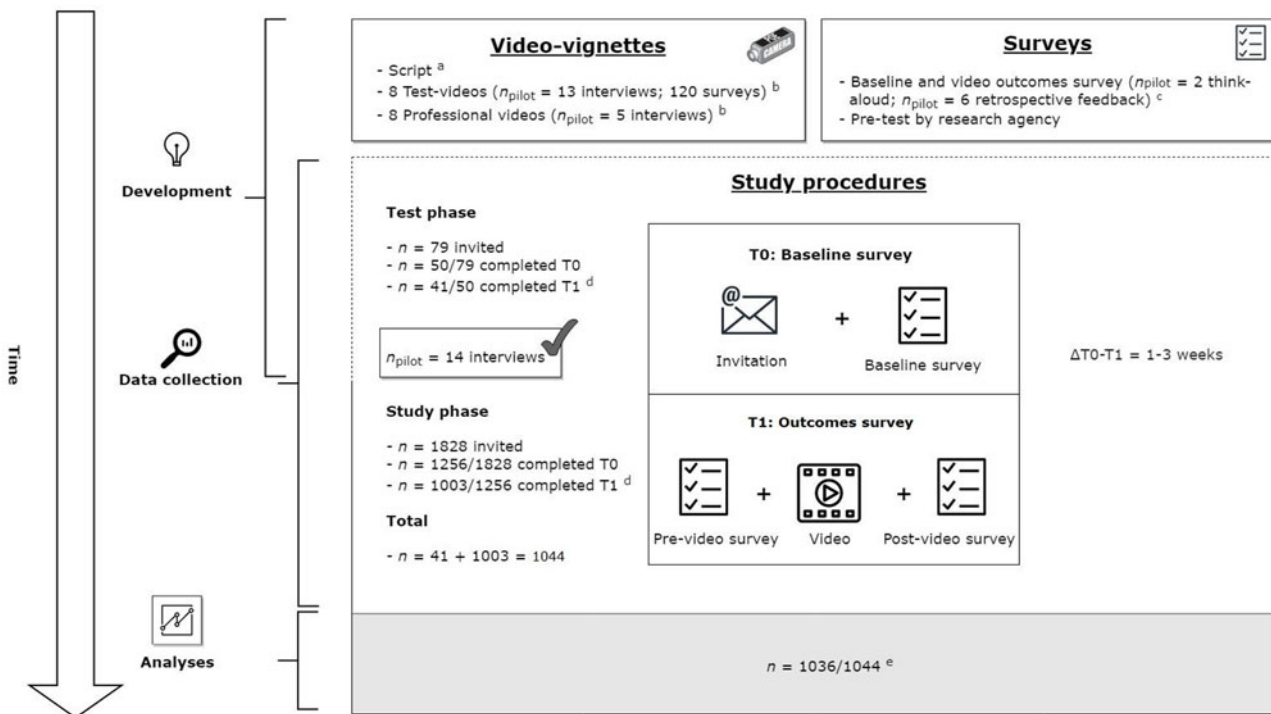 Video-vignettes
CAMERA
- Script a
- 8 Test-videos (npilot = 13 interviews; 120 surveys) b
- 8 Professional videos (npilot = 5 interviews) b
Surveys
- Baseline and video outcomes survey (npilot = 2 think-
aloud; npilot = 6 retrospective feedback) c
- Pre-test by research agency
Time
Development
Data collection
Analyses
Study procedures
Test phase
- n = 79 invited
- n = 50/79 completed T0
- n = 41/50 completed T1 d
npilot = 14 interviews
Study phase
- n = 1828 invited
- n = 1256/1828 completed T0
- n = 1003/1256 completed T1 d
Total
- n = 41 + 1003 = 1044
T0: Baseline survey
@
+
Invitation
Baseline survey
T1: Outcomes survey
+
+
Pre-video survey
Video
Post-video survey
ΔT0-T1 = 1-3 weeks
n = 1036/1044 e